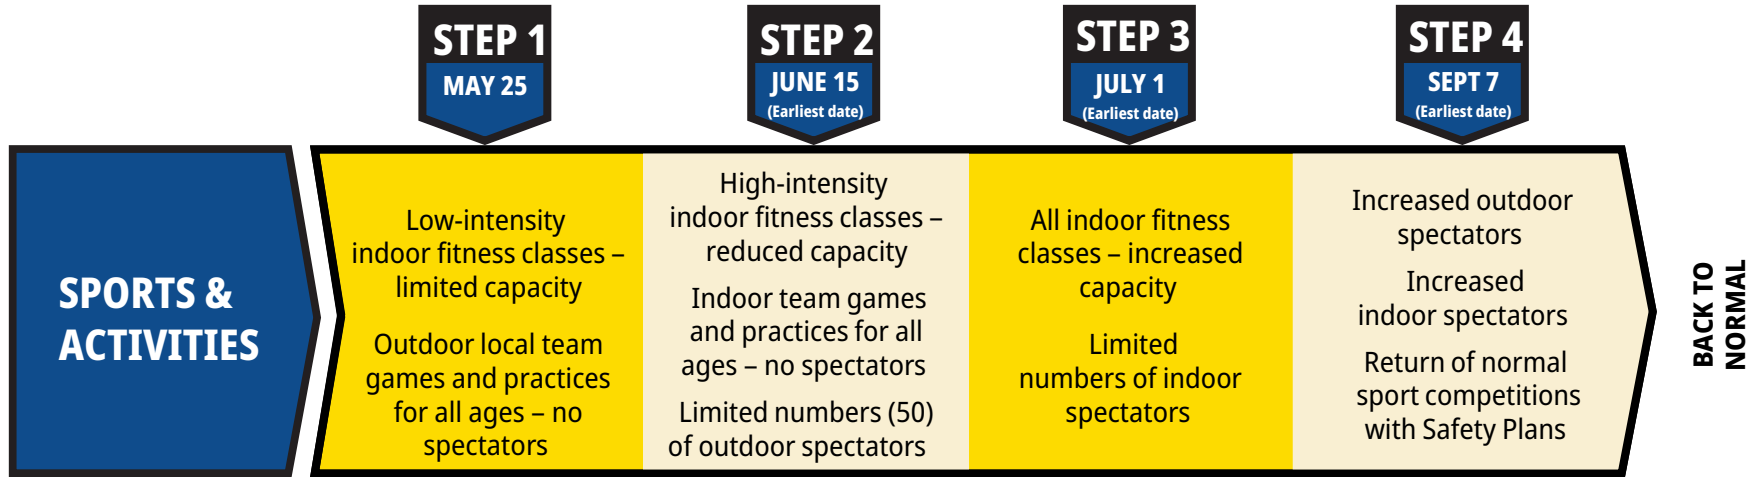 STEP 1
MAY 25
STEP 2
JUNE 15
(Earliest date)
STEP 3
JULY 1
(Earliest date)
STEP 4
SEPT 7
(Earliest date)
SPORTS &
ACTIVITIES
Low-intensity
indoor fitness classes –
limited capacity
Outdoor local team
games and practices
for all ages – no
spectators
High-intensity
indoor fitness classes –
reduced capacity
Indoor team games
and practices for all
ages – no spectators
Limited numbers (50)
of outdoor spectators
All indoor fitness
classes – increased
capacity
Limited
numbers of indoor
spectators
Increased outdoor
spectators
Increased
indoor spectators
Return of normal
sport competitions
with Safety Plans
BACK TO
NORMAL